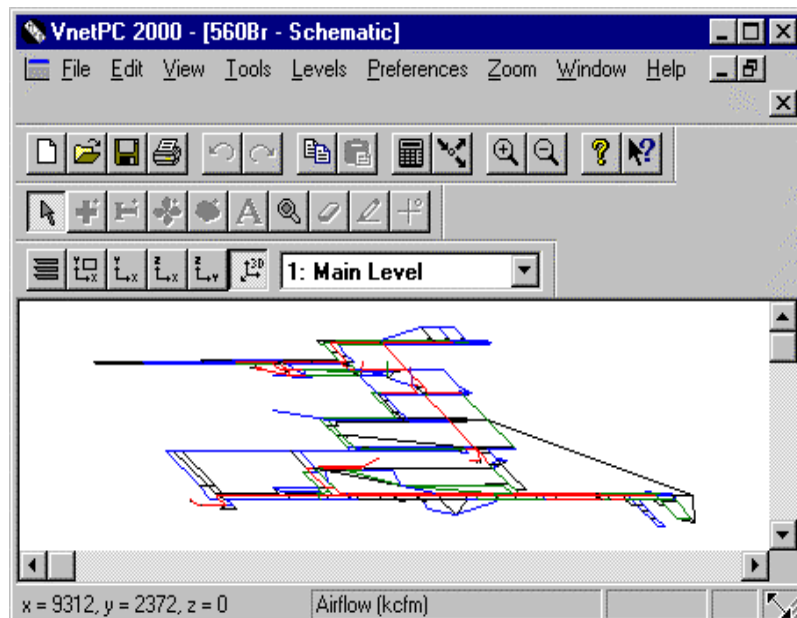 VnetPC 2000 - [560Br - Schematic]
File Edit View Tools Levels Preferences Zoom Window Help
1: Main Level
x = 9312, y = 2372, z = 0 Airflow (kcfm)